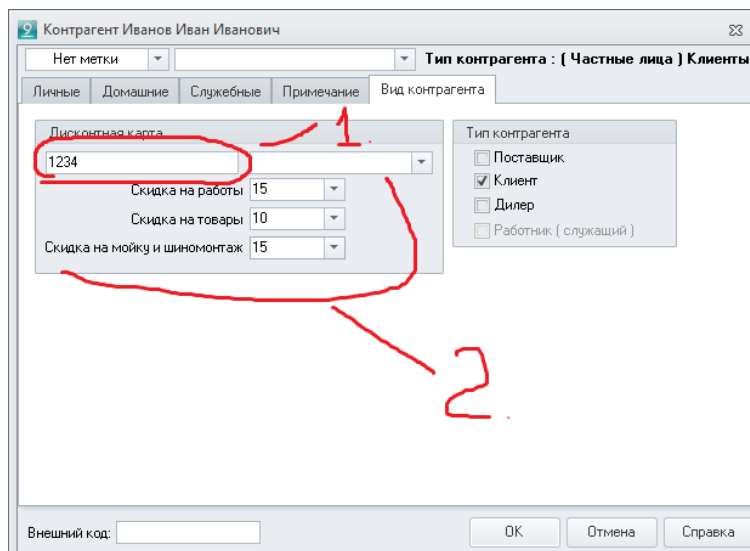 Контрагент Иванов Иван Иванович
Нет метки
Тип контрагента : ( Частные лица ) Клиенты
Личные Домашние Служебные Примечание Вид контрагента
Дисконтная карта
1.
1234
Скидка на работы 15
Скидка на товары 10
Скидка на мойку и шиномонтаж 15
Тип контрагента
Поставщик
Клиент
Дилер
Работник ( служащий )
2.
Внешний код:
ОК Отмена Справка